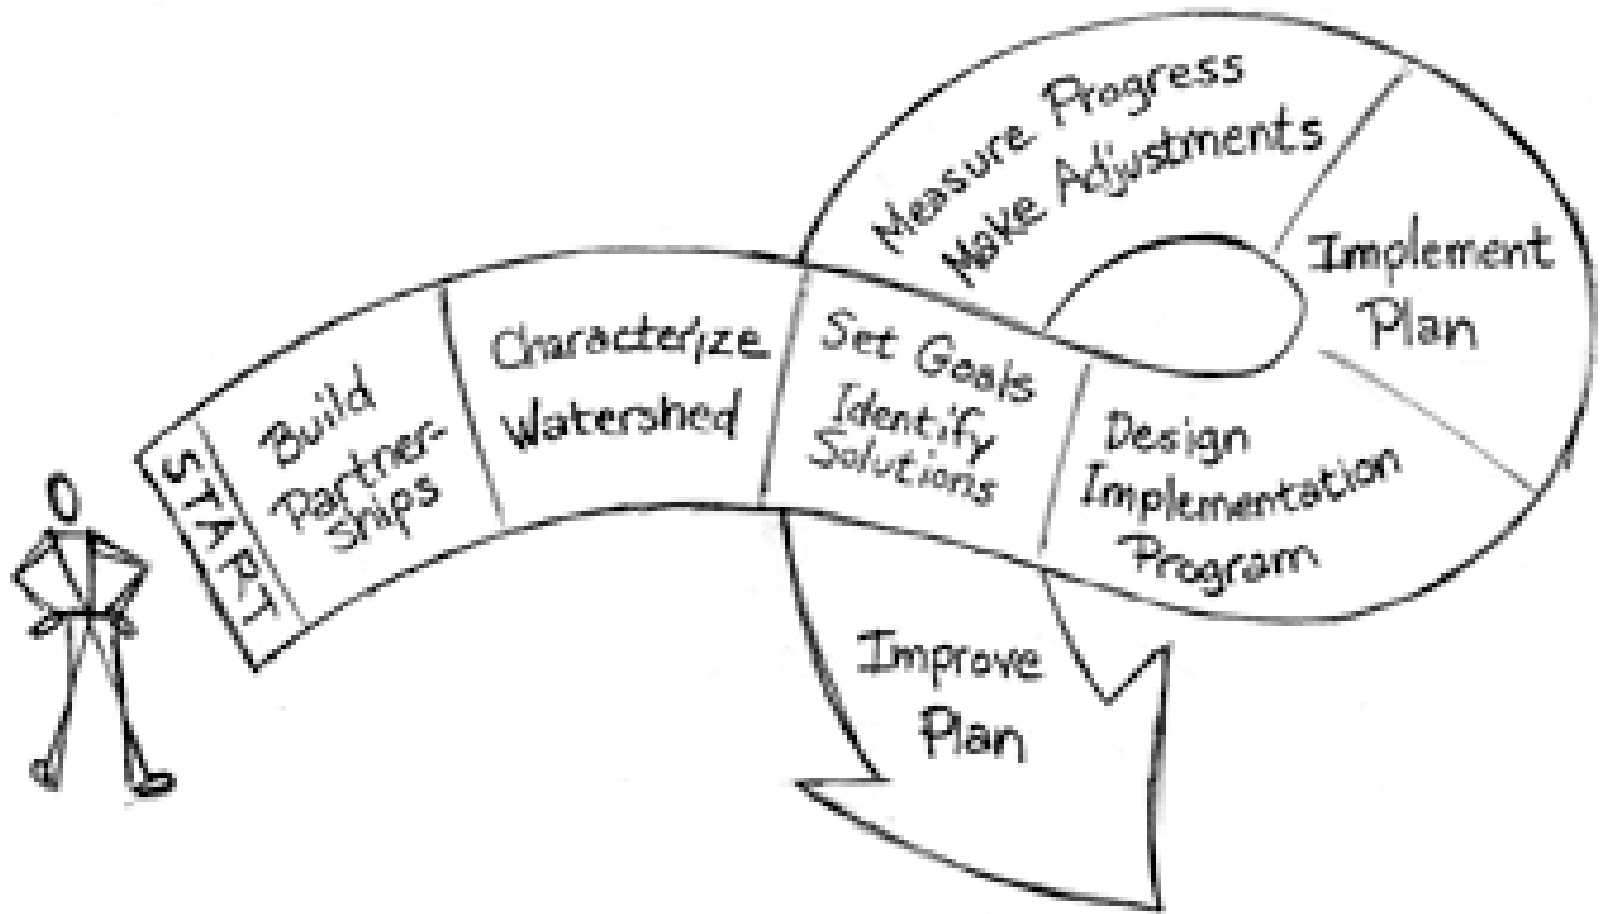 START
Build
Partner-
ships
Characterize
Watershed
Set Goals
Identify
Solutions
Design
Implementation
Program
Implement
Plan
Measure Progress
Make Adjustments
Improve
Plan